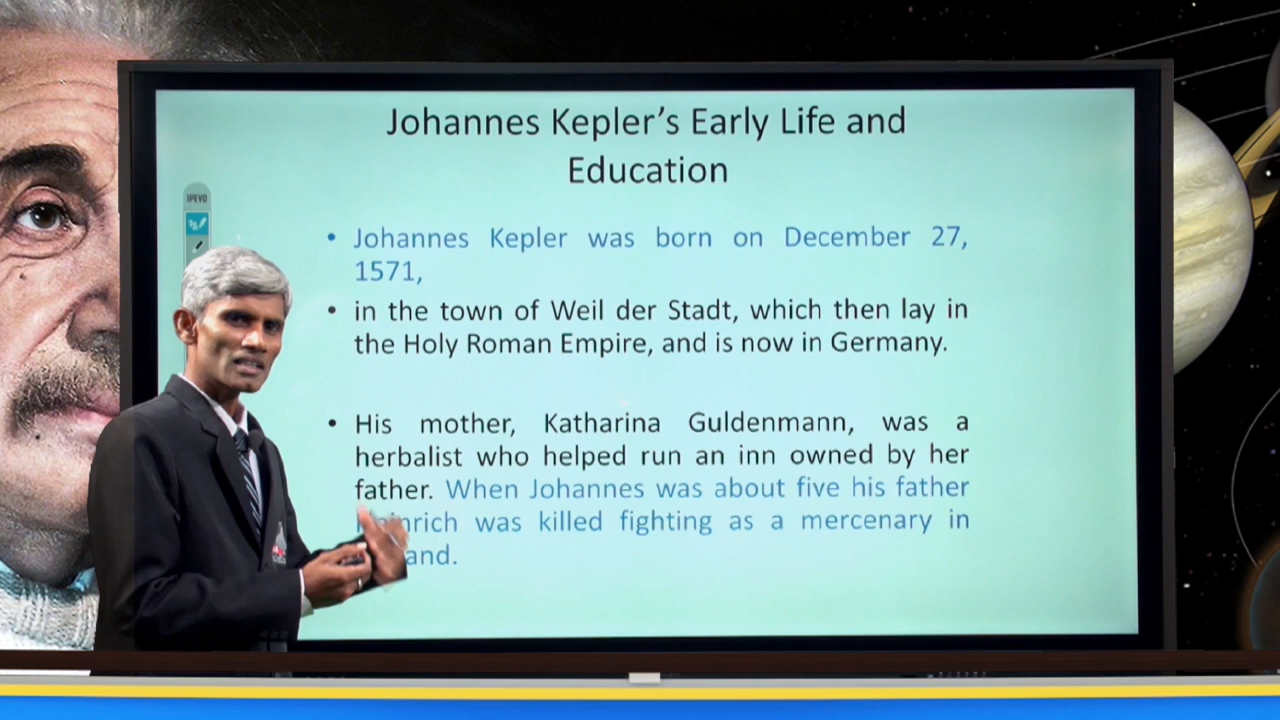 Johannes Kepler’s Early Life and
Education
IPEVO
• Johannes Kepler was born on December 27,
1571,
• in the town of Weil der Stadt, which then lay in
the Holy Roman Empire, and is now in Germany.
• His mother, Katharina Guldenmann, was a
herbalist who helped run an inn owned by her
father. When Johannes was about five his father
was killed fighting as a mercenary in